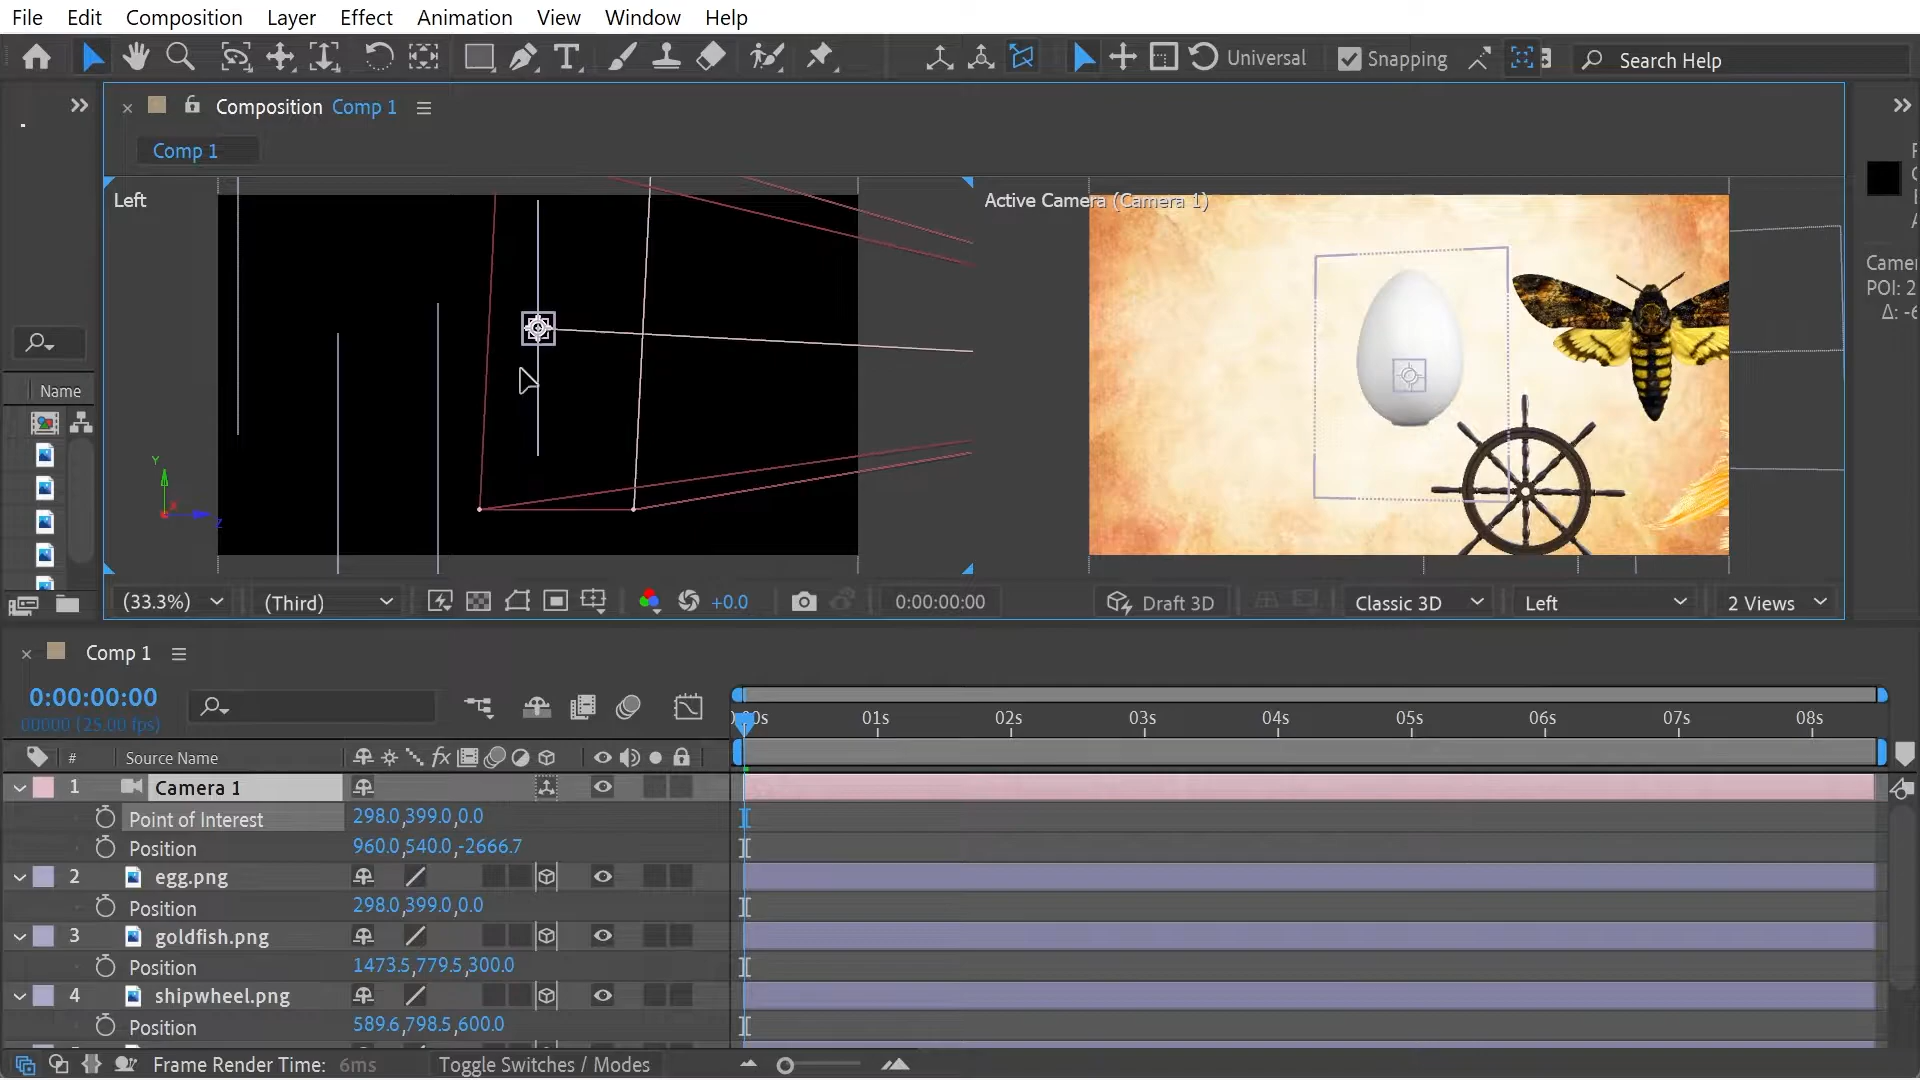 File Edit Composition Layer Effect Animation View Window Help
Universal Snapping Search Help
Composition Comp 1
Comp 1
Left
Active Camera (Camera 1)
Y
X
Z
POI: 2
Name
(33.3%) (Third) +0.0 0:00:00:00 Draft 3D Classic 3D Left 2 Views
Comp 1
0:00:00:00
00000 (25.00 fps)
01s 02s 03s 04s 05s 06s 07s 08s
# Source Name fx
1 Camera 1
Point of Interest 298.0,399.0,0.0
Position 960.0,540.0,-2666.7
2 egg.png
Position 298.0,399.0,0.0
3 goldfish.png
Position 1473.5,779.5,300.0
4 shipwheel.png
Position 589.6,798.5,600.0
Frame Render Time: 6ms Toggle Switches / Modes